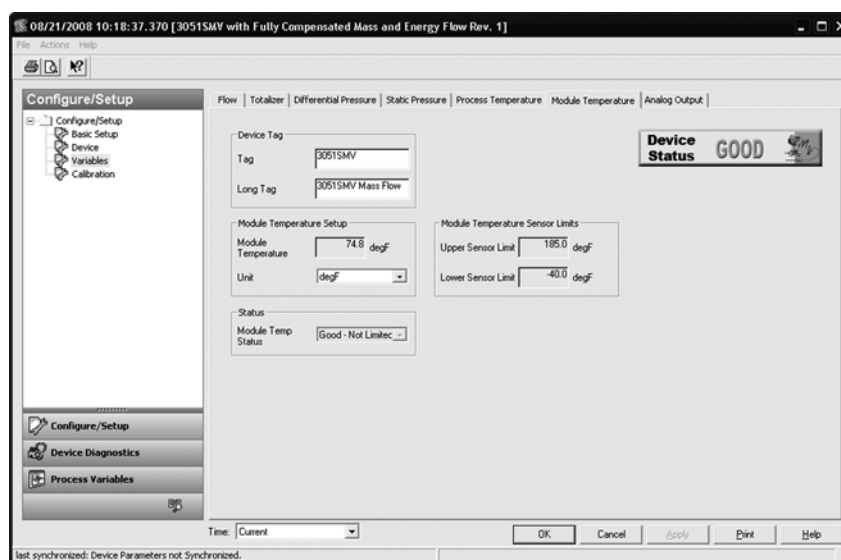 08/21/2008 10:18:37.370 [3051SMV with Fully Compensated Mass and Energy Flow Rev. 1]
File Actions Help
Configure/Setup
Configure/Setup
Basic Setup
Device
Variables
Calibration
Configure/Setup
Device Diagnostics
Process Variables
Flow Totalizer Differential Pressure Static Pressure Process Temperature Module Temperature Analog Output
Device Tag
Tag 3051SMV
Long Tag 3051SMV Mass Flow
Device Status GOOD
Module Temperature Setup
Module Temperature 74.8 degF
Unit degF
Module Temperature Sensor Limits
Upper Sensor Limit 185.0 degF
Lower Sensor Limit -40.0 degF
Status
Module Temp Status Good - Not Limitec
Time: Current
OK Cancel Apply Print Help
last synchronized: Device Parameters not Synchronized.